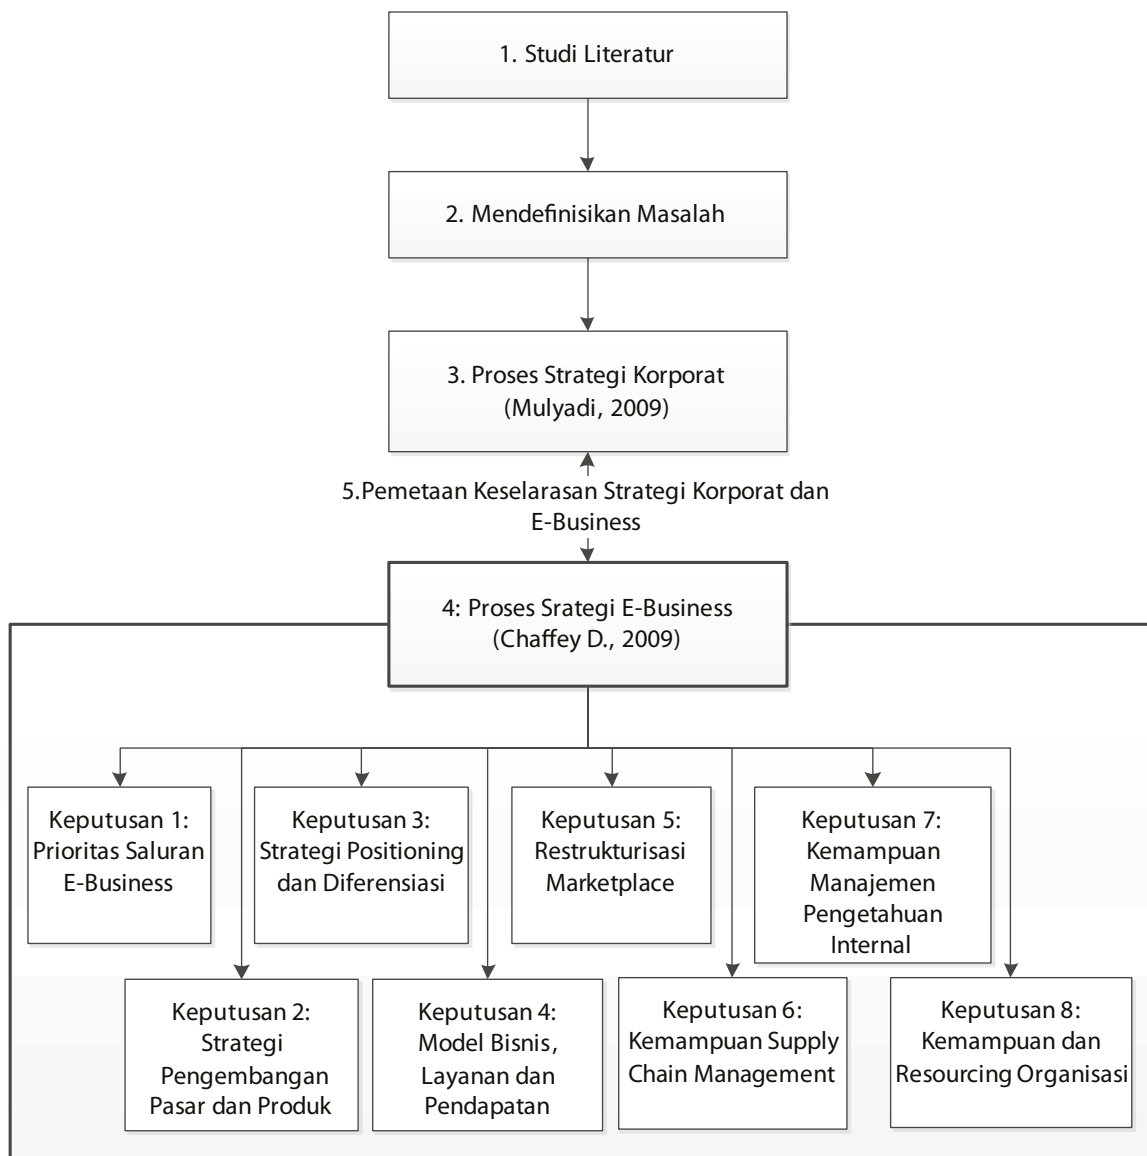 1. Studi Literatur
2. Mendefinisikan Masalah
3. Proses Strategi Korporat
(Mulyadi, 2009)
5.Pemetaan Keselarasan Strategi Korporat dan
E-Business
4: Proses Srategi E-Business
(Chaffey D., 2009)
Keputusan 1:
Prioritas Saluran
E-Business
Keputusan 3:
Strategi Positioning
dan Diferensiasi
Keputusan 5:
Restrukturisasi
Marketplace
Keputusan 7:
Kemampuan
Manajemen
Pengetahuan
Internal
Keputusan 2:
Strategi
Pengembangan
Pasar dan Produk
Keputusan 4:
Model Bisnis,
Layanan dan
Pendapatan
Keputusan 6:
Kemampuan Supply
Chain Management
Keputusan 8:
Kemampuan dan
Resourcing Organisasi